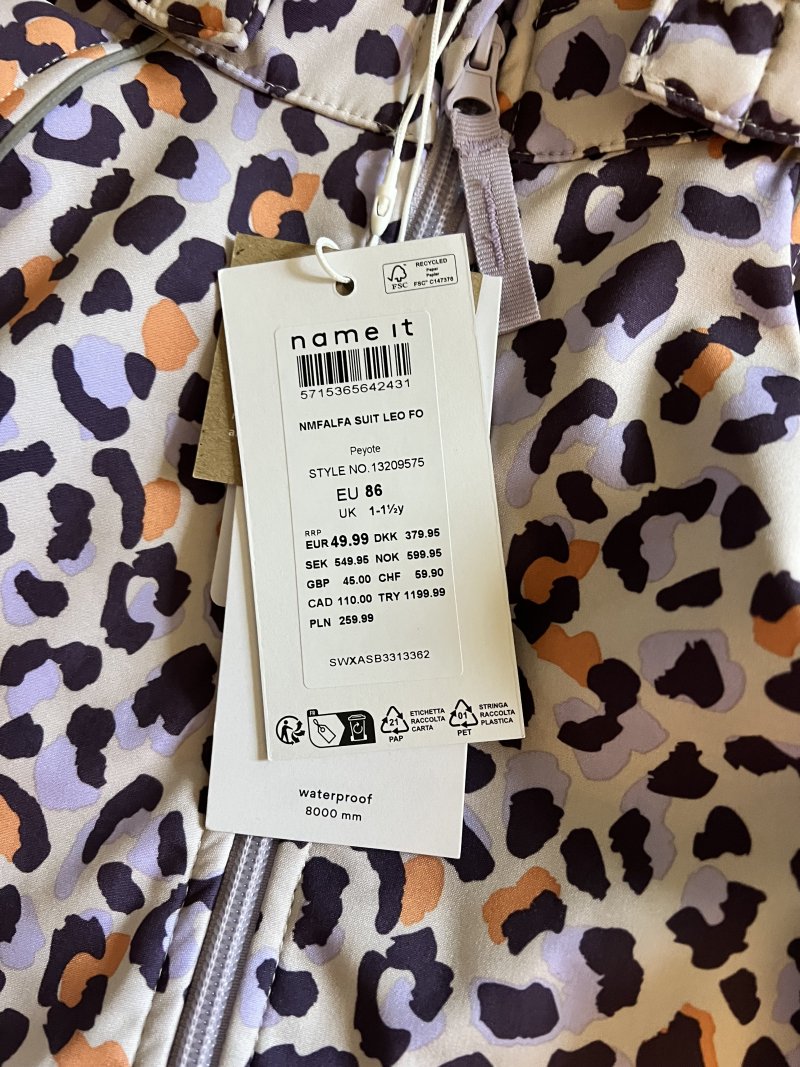 RECYCLED
Paper
Papier
FSC
FSC® C147378
name it
5715365642431
NMFALFA SUIT LEO FO
Peyote
STYLE NO.13209575
EU 86
UK 1-1½y
RRP
EUR 49.99 DKK 379.95
SEK 549.95 NOK 599.95
GBP 45.00 CHF 59.90
CAD 110.00 TRY 1199.99
PLN 259.99
SWXASB3313362
FR
21
PAP
ETICHETTA
RACCOLTA
CARTA
01
PET
STRINGA
RACCOLTA
PLASTICA
waterproof
8000 mm